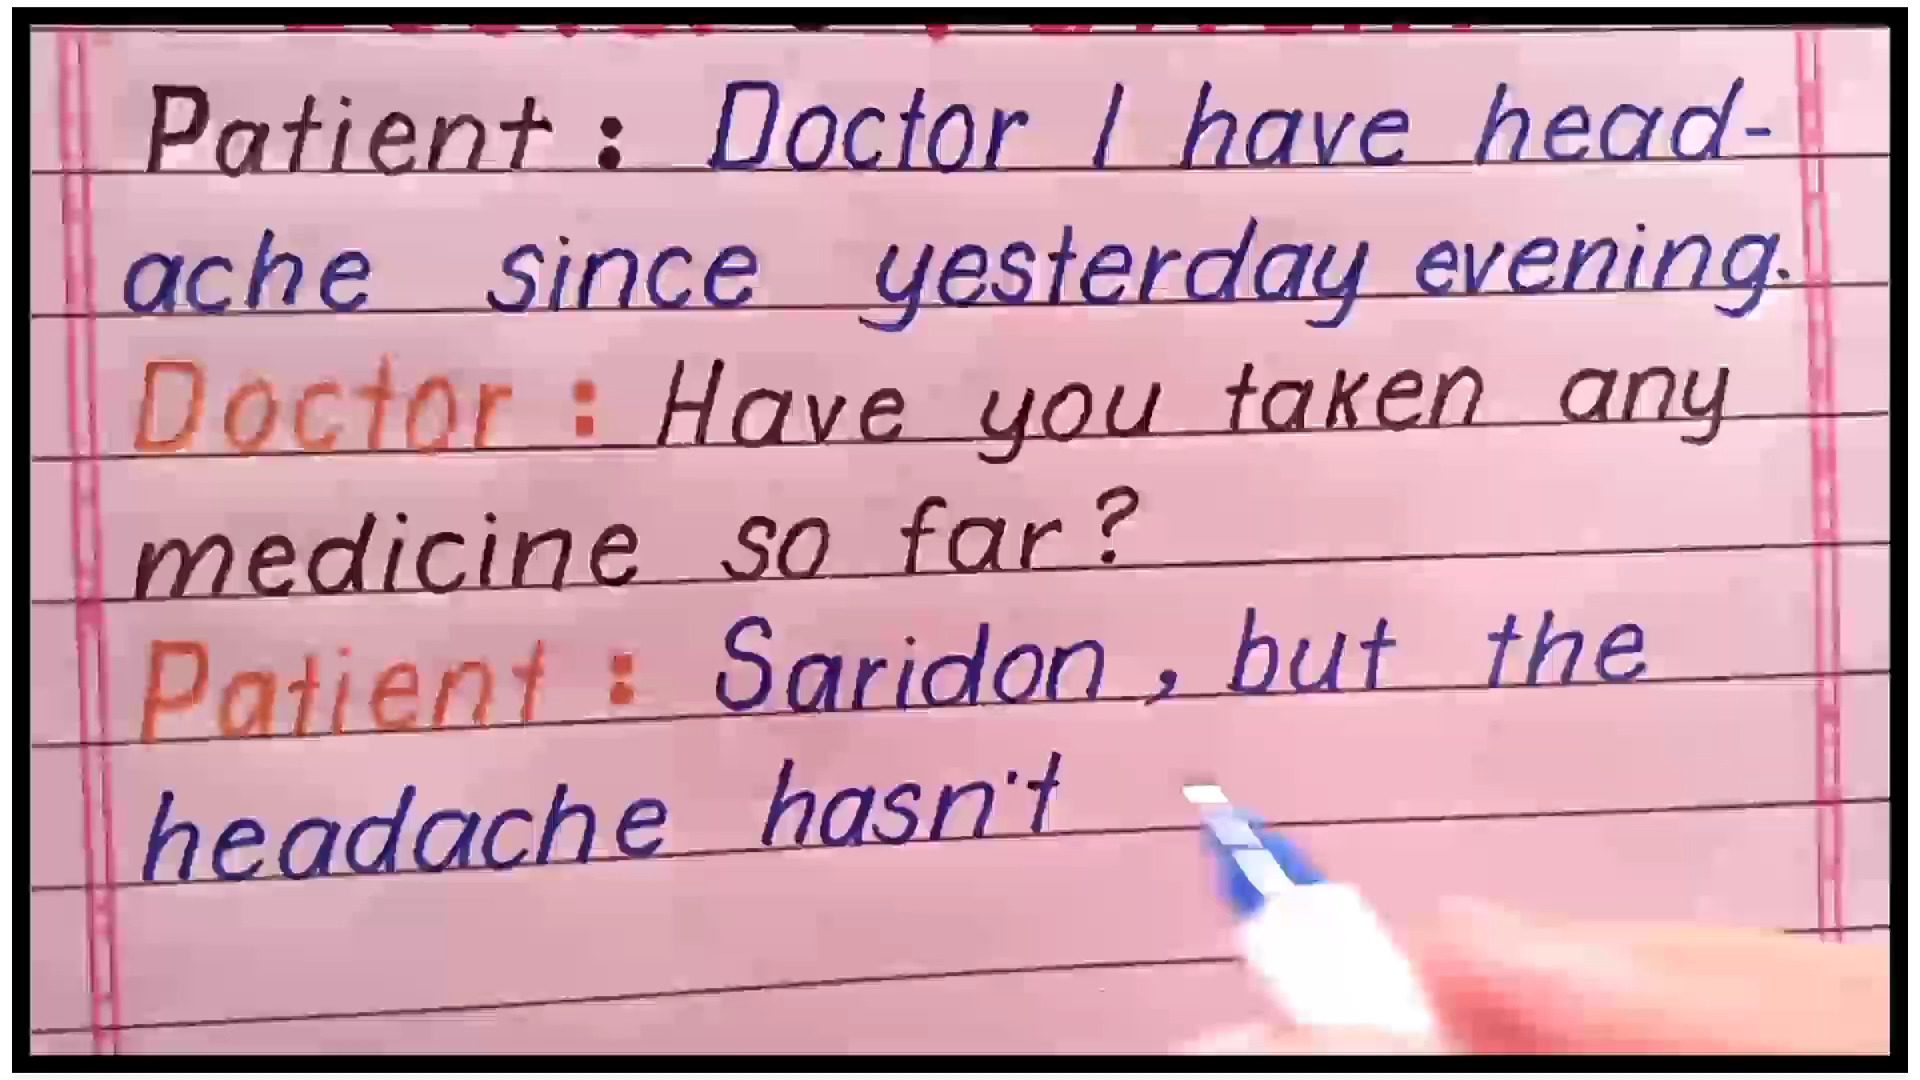 Patient : Doctor I have head-
ache since yesterday evening.
Doctor : Have you taken any
medicine so far?
Patient : Saridon, but the
headache hasn't